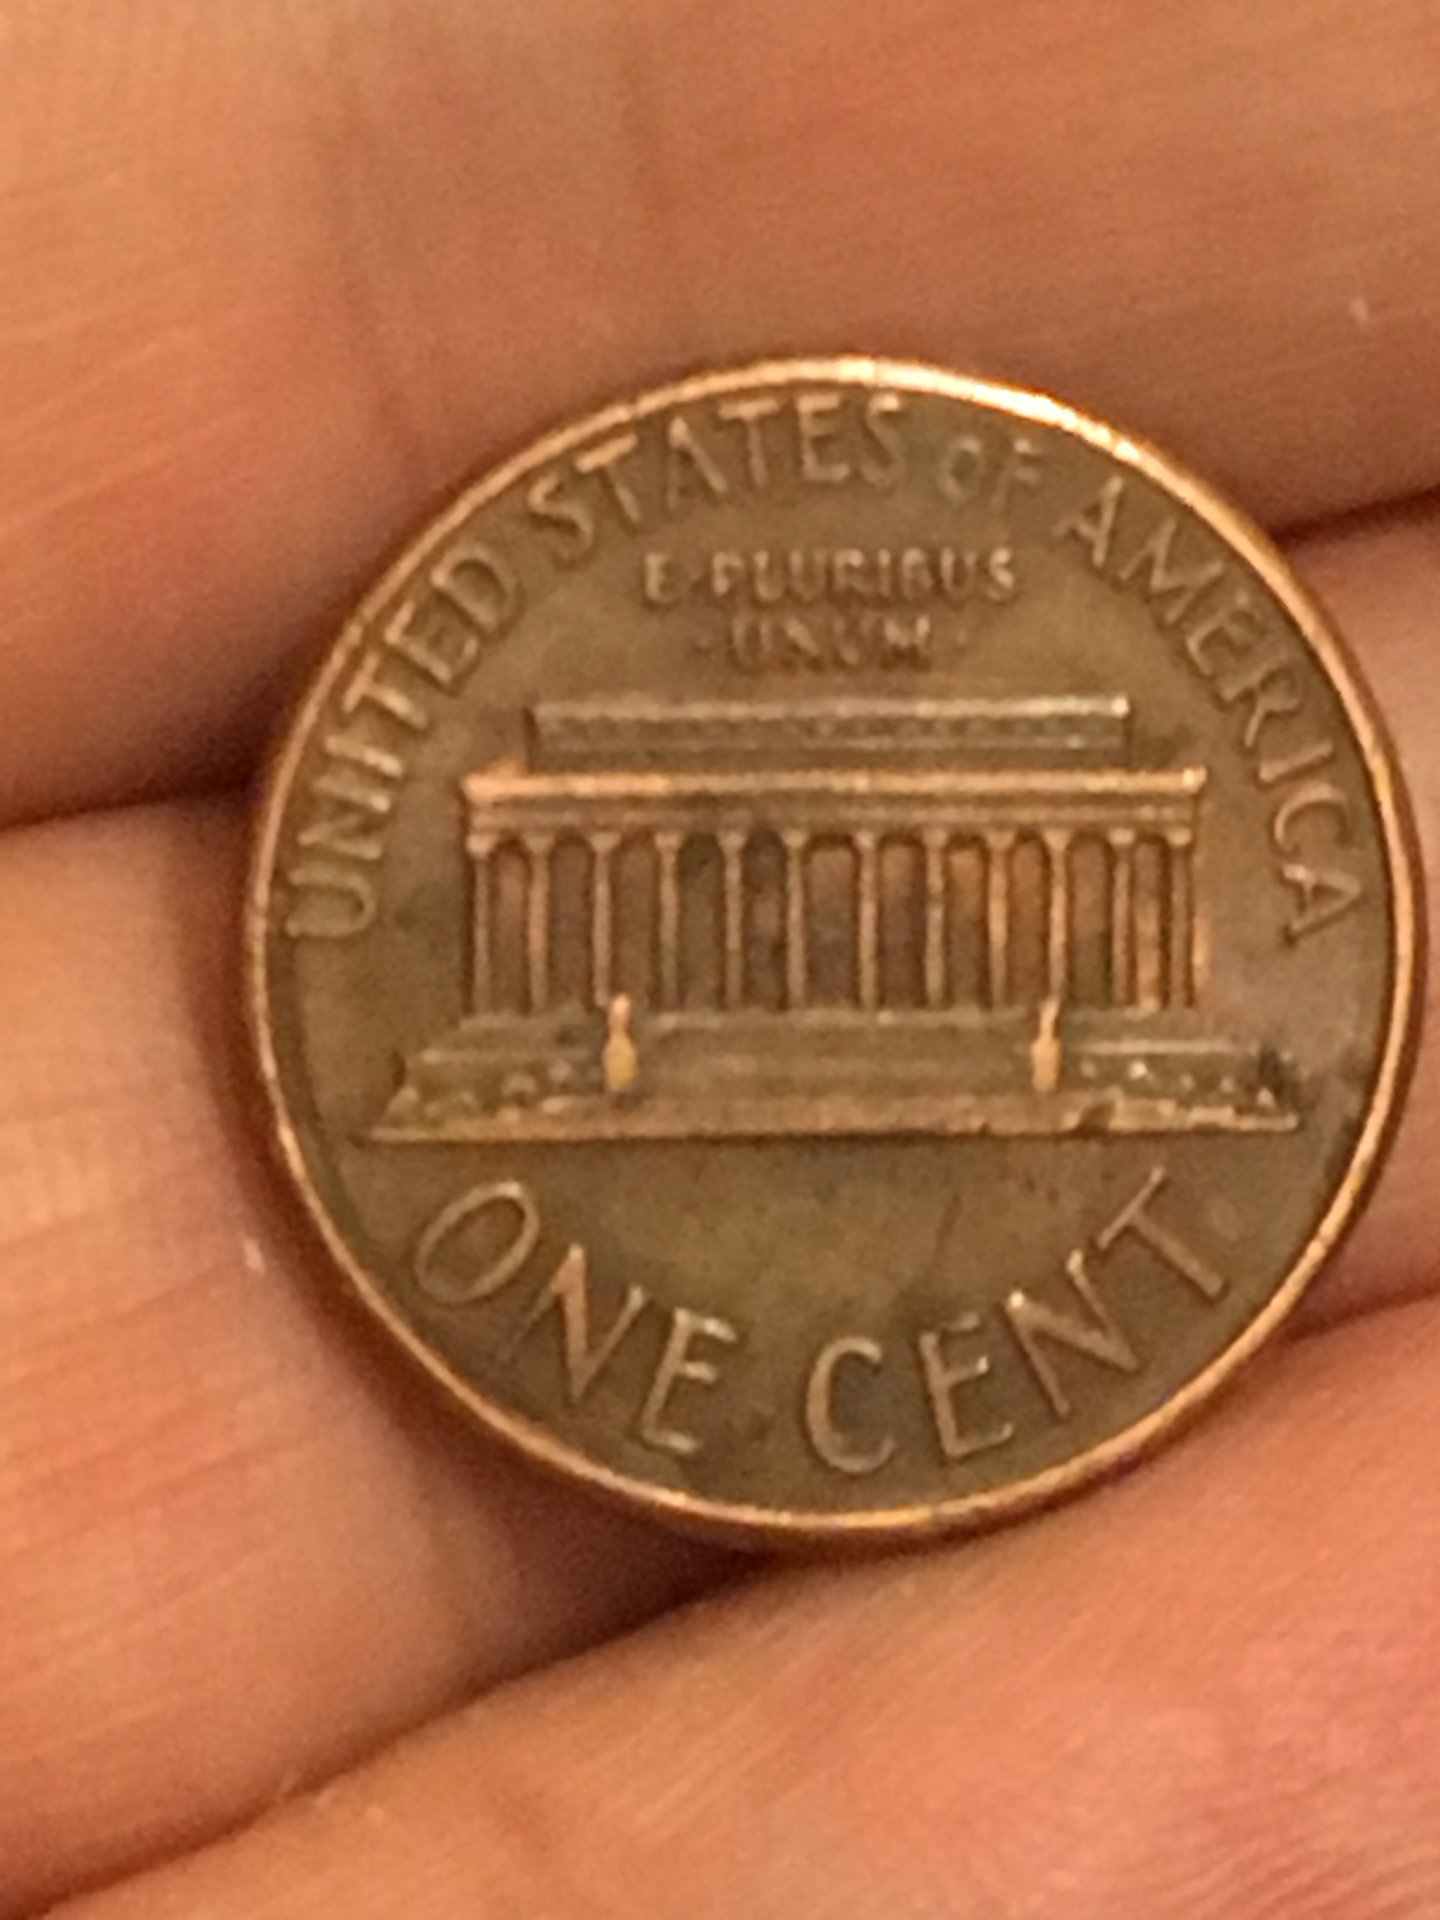 UNITED STATES OF AMERICA
E·PLURIBUS
·UNUM·
ONE CENT